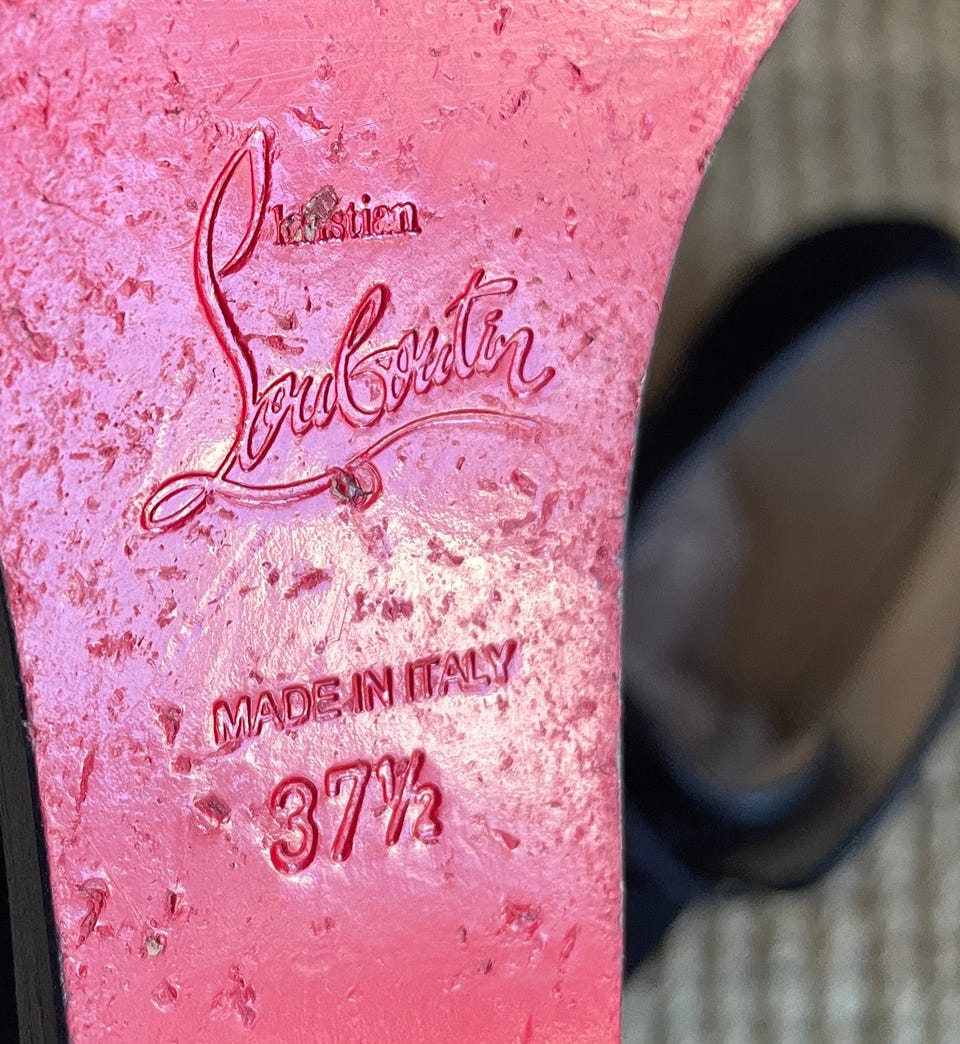 Christian
Louboutin
MADE IN ITALY
37½